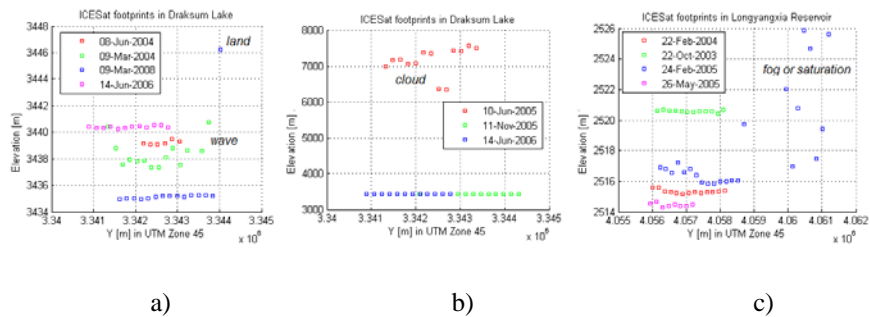 ICESat footprints in Draksum Lake
3448
3446
3440
3438
3436
3434
Elevation [m]
08-Jun-2004
09-Mar-2004
09-Mar-2008
14-Jun-2006
land
wave
3.34 3.341 3.342 3.343 3.344 3.345
Y [m] in UTM Zone 45
x 10^6
a)
ICESat footprints in Draksum Lake
8000
7000
6000
5000
4000
3000
Elevation [m]
cloud
10-Jun-2005
11-Nov-2005
14-Jun-2006
3.34 3.341 3.342 3.343 3.344 3.345
Y [m] in UTM Zone 45
x 10^6
b)
ICESat footprints in Longyangxia Reservoir
2526
2524
2521
2520
2518
2516
2514
Elevation [m]
22-Feb-2004
22-Oct-2003
24-Feb-2005
26-May-2005
fog or saturation
4.055 4.056 4.057 4.058 4.059 4.06 4.061 4.062
Y [m] in UTM Zone 45
x 10^6
c)